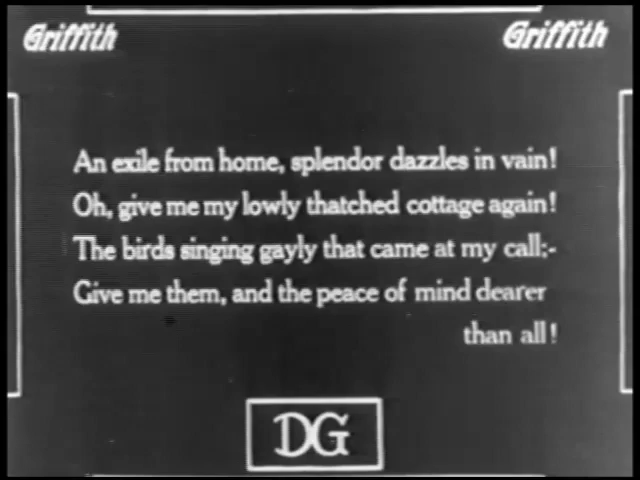 Griffith
Griffith
An exile from home, splendor dazzles in vain!
Oh, give me my lowly thatched cottage again!
The birds singing gayly that came at my call:-
Give me them, and the peace of mind dearer
than all!
DG